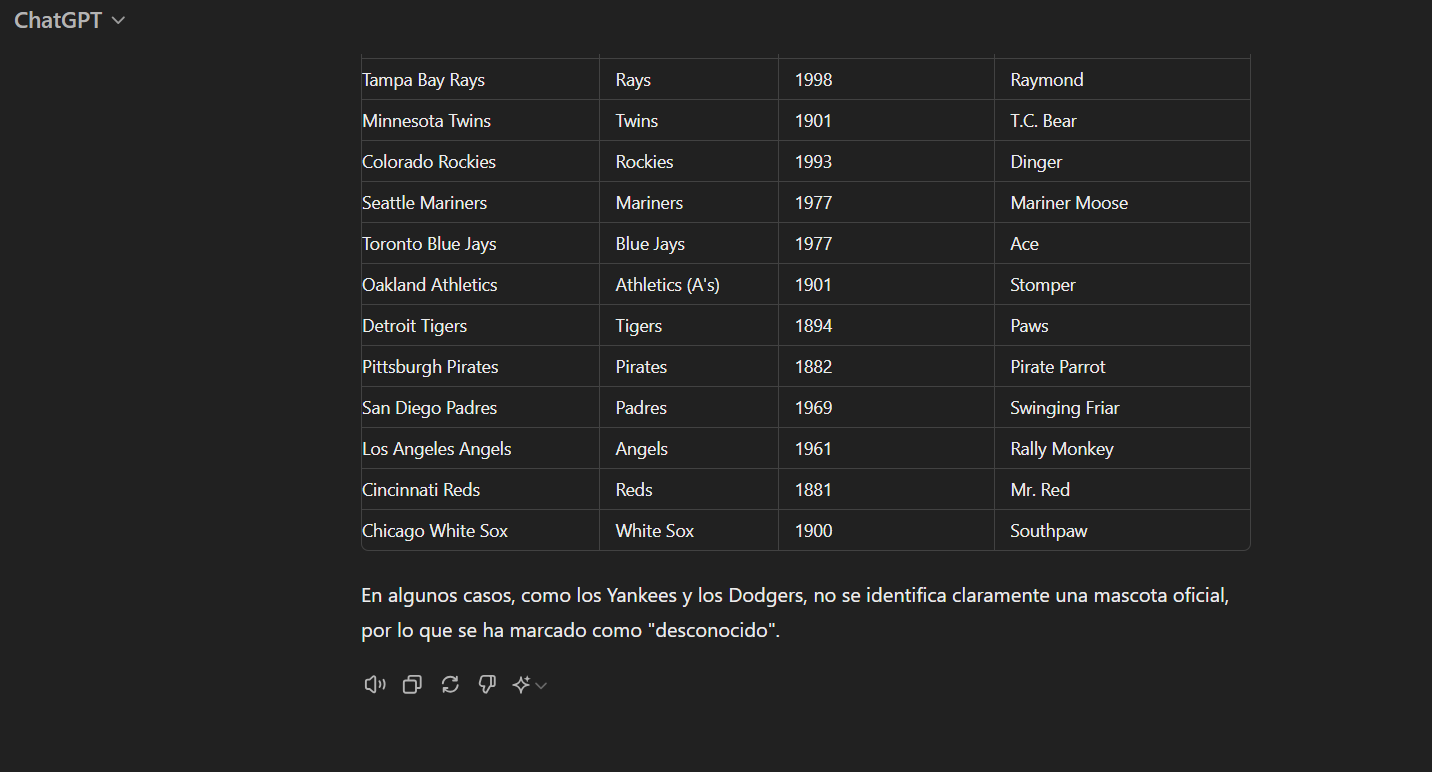 ChatGPT
Tampa Bay Rays Rays 1998 Raymond
Minnesota Twins Twins 1901 T.C. Bear
Colorado Rockies Rockies 1993 Dinger
Seattle Mariners Mariners 1977 Mariner Moose
Toronto Blue Jays Blue Jays 1977 Ace
Oakland Athletics Athletics (A's) 1901 Stomper
Detroit Tigers Tigers 1894 Paws
Pittsburgh Pirates Pirates 1882 Pirate Parrot
San Diego Padres Padres 1969 Swinging Friar
Los Angeles Angels Angels 1961 Rally Monkey
Cincinnati Reds Reds 1881 Mr. Red
Chicago White Sox White Sox 1900 Southpaw
En algunos casos, como los Yankees y los Dodgers, no se identifica claramente una mascota oficial,
por lo que se ha marcado como "desconocido".